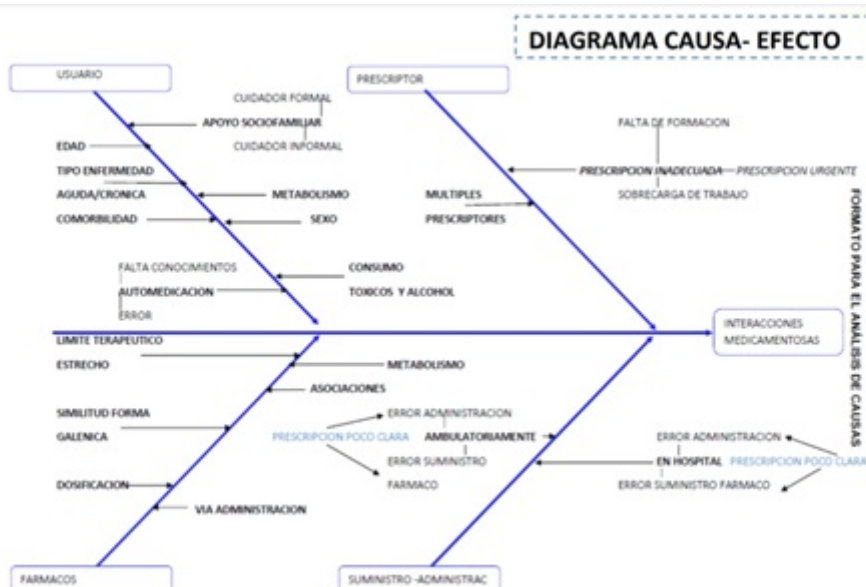 DIAGRAMA CAUSA- EFECTO
USUARIO
PRESCRIPTOR
CUIDADOR FORMAL
APOYO SOCIOFAMILIAR
CUIDADOR INFORMAL
EDAD
TIPO ENFERMEDAD
AGUDA/CRONICA
METABOLISMO
COMORBILIDAD
SEXO
FALTA CONOCIMIENTOS
AUTOMEDICACION
ERROR
CONSUMO
TOXICOS Y ALCOHOL
FALTA DE FORMACION
PRESCRIPCION INADECUADA
PRESCRIPCION URGENTE
SOBRECARGA DE TRABAJO
MULTIPLES
PRESCRIPTORES
FORMATO PARA EL ANÁLISIS DE CAUSAS
INTERACCIONES
MEDICAMENTOSAS
LIMITE TERAPEUTICO
ESTRECHO
METABOLISMO
ASOCIACIONES
SIMILITUD FORMA
GALENICA
DOSIFICACION
VIA ADMINISTRACION
ERROR ADMINISTRACION
PRESCRIPCION POCO CLARA
AMBULATORIAMENTE
ERROR SUMINISTRO
FARMACO
ERROR ADMINISTRACION
EN HOSPITAL
PRESCRIPCION POCO CLARA
ERROR SUMINISTRO FARMACO
FARMACOS
SUMINISTRO -ADMINISTRAC